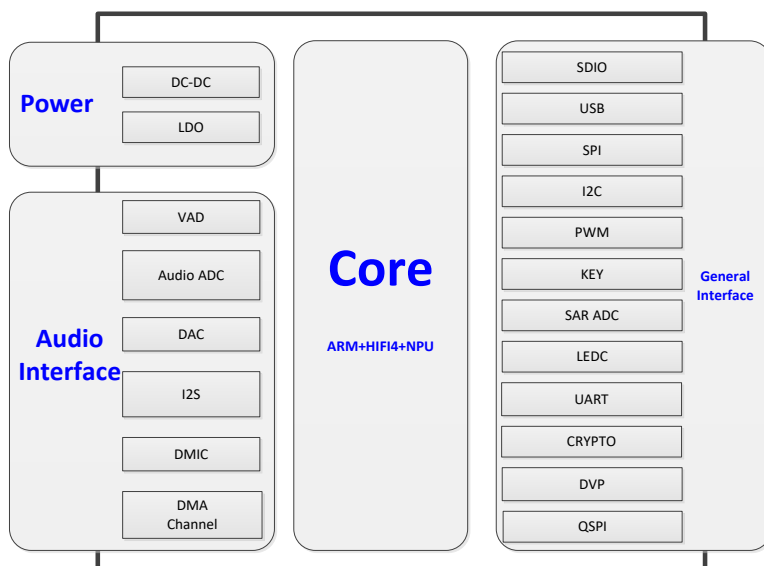 Power
DC-DC
LDO
Audio
Interface
VAD
Audio ADC
DAC
I2S
DMIC
DMA
Channel
Core
ARM+HIFI4+NPU
SDIO
USB
SPI
I2C
PWM
KEY
SAR ADC
LEDC
UART
CRYPTO
DVP
QSPI
General
Interface